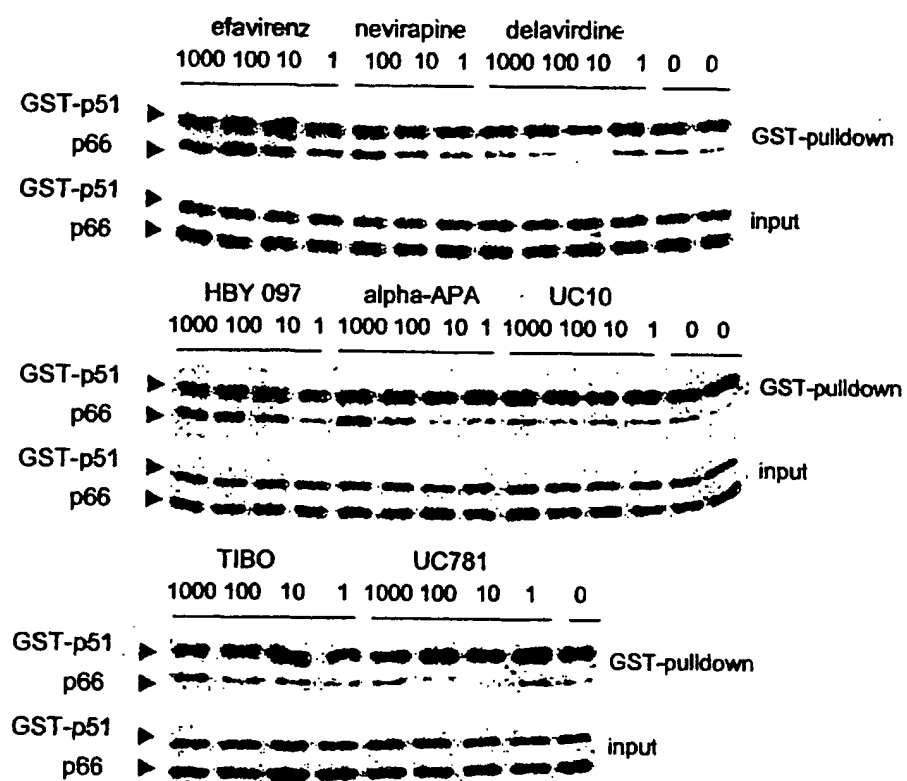 efavirenz nevirapine delavirdine
1000 100 10 1 100 10 1 1000 100 10 1 0 0
GST-p51
p66
GST-pulldown
GST-p51
p66
input
HBY 097 alpha-APA UC10
1000 100 10 1 1000 100 10 1 1000 100 10 1 0 0
GST-p51
p66
GST-pulldown
GST-p51
p66
input
TIBO UC781
1000 100 10 1 1000 100 10 1 0
GST-p51
p66
GST-pulldown
GST-p51
p66
input